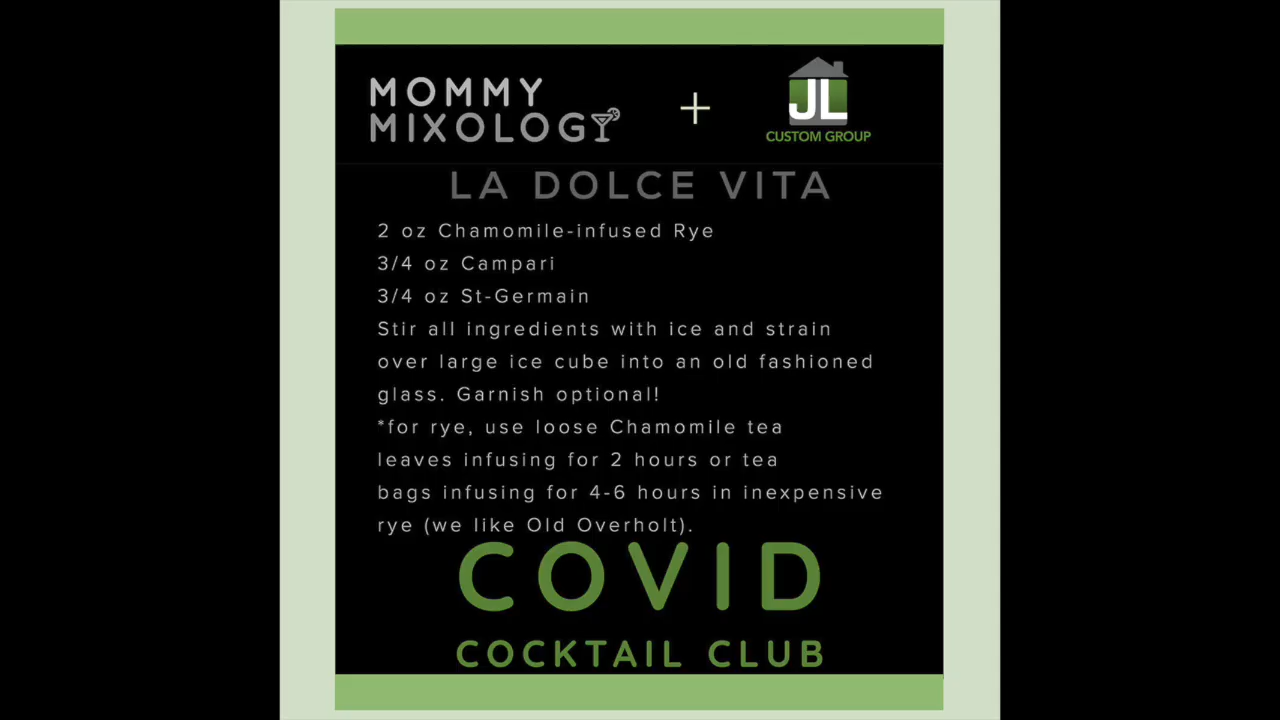 MOMMY
MIXOLOGY
+
JL
CUSTOM GROUP
LA DOLCE VITA
2 oz Chamomile-infused Rye
3/4 oz Campari
3/4 oz St-Germain
Stir all ingredients with ice and strain
over large ice cube into an old fashioned
glass. Garnish optional!
*for rye, use loose Chamomile tea
leaves infusing for 2 hours or tea
bags infusing for 4-6 hours in inexpensive
rye (we like Old Overholt).
COVID
COCKTAIL CLUB